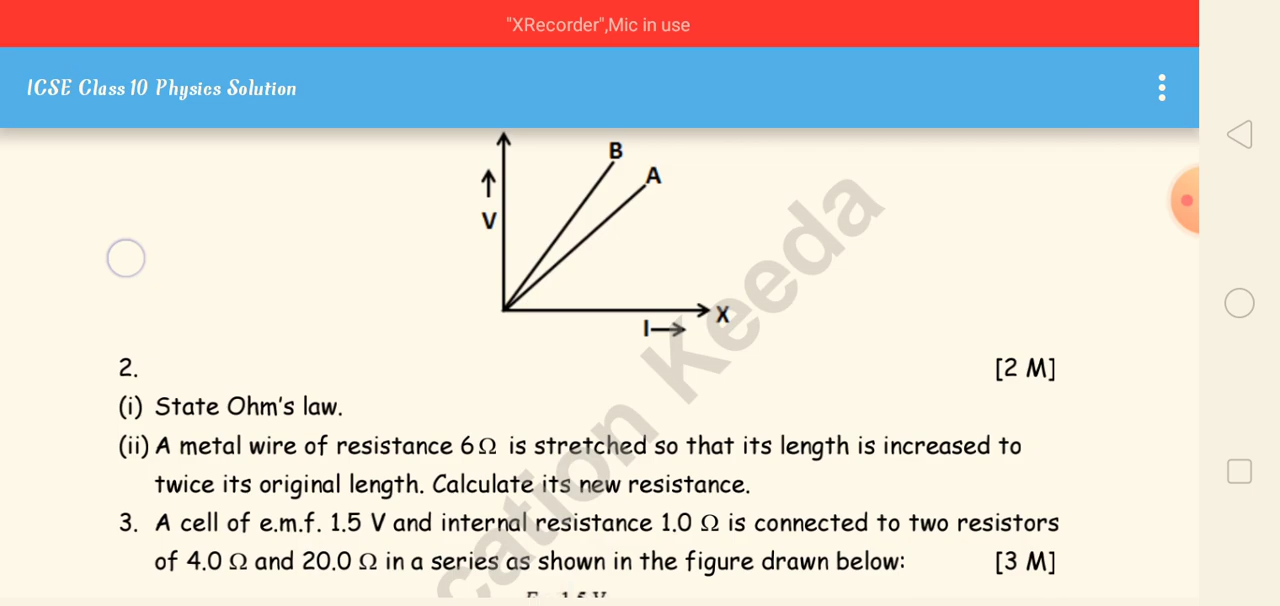 "XRecorder",Mic in use
ICSE Class 10 Physics Solution
B
A
V
X
I
cation Keeda
2. [2 M]
(i) State Ohm's law.
(ii) A metal wire of resistance 6Ω is stretched so that its length is increased to
twice its original length. Calculate its new resistance.
3. A cell of e.m.f. 1.5 V and internal resistance 1.0 Ω is connected to two resistors
of 4.0 Ω and 20.0 Ω in a series as shown in the figure drawn below: [3 M]